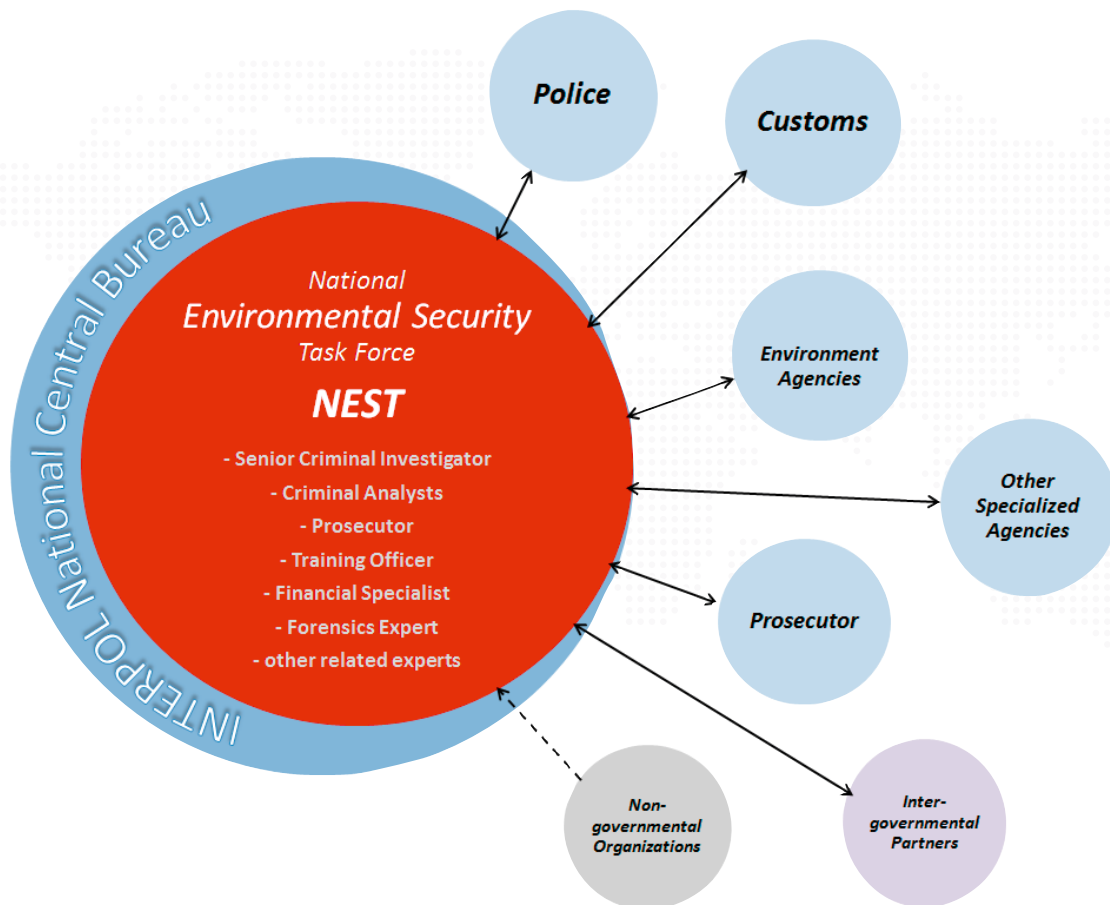 INTERPOL National Central Bureau
National
Environmental Security
Task Force
NEST
- Senior Criminal Investigator
- Criminal Analysts
- Prosecutor
- Training Officer
- Financial Specialist
- Forensics Expert
- other related experts
Police
Customs
Environment
Agencies
Other
Specialized
Agencies
Prosecutor
Inter-
governmental
Partners
Non-
governmental
Organizations